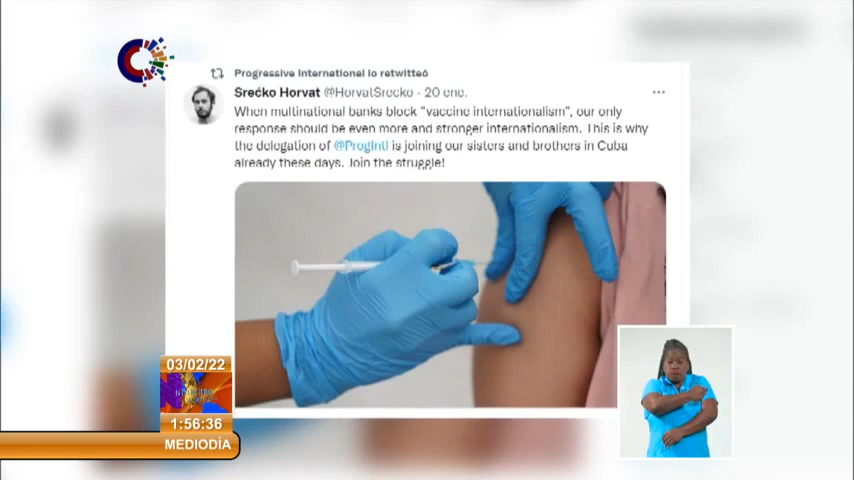 Progressive International lo retwitteó
Srećko Horvat @HorvatSrecko · 20 ene.
When multinational banks block "vaccine internationalism", our only
response should be even more and stronger internationalism. This is why
the delegation of @ProgIntl is joining our sisters and brothers in Cuba
already these days. Join the struggle!
03/02/22
1:56:36
MEDIODÍA